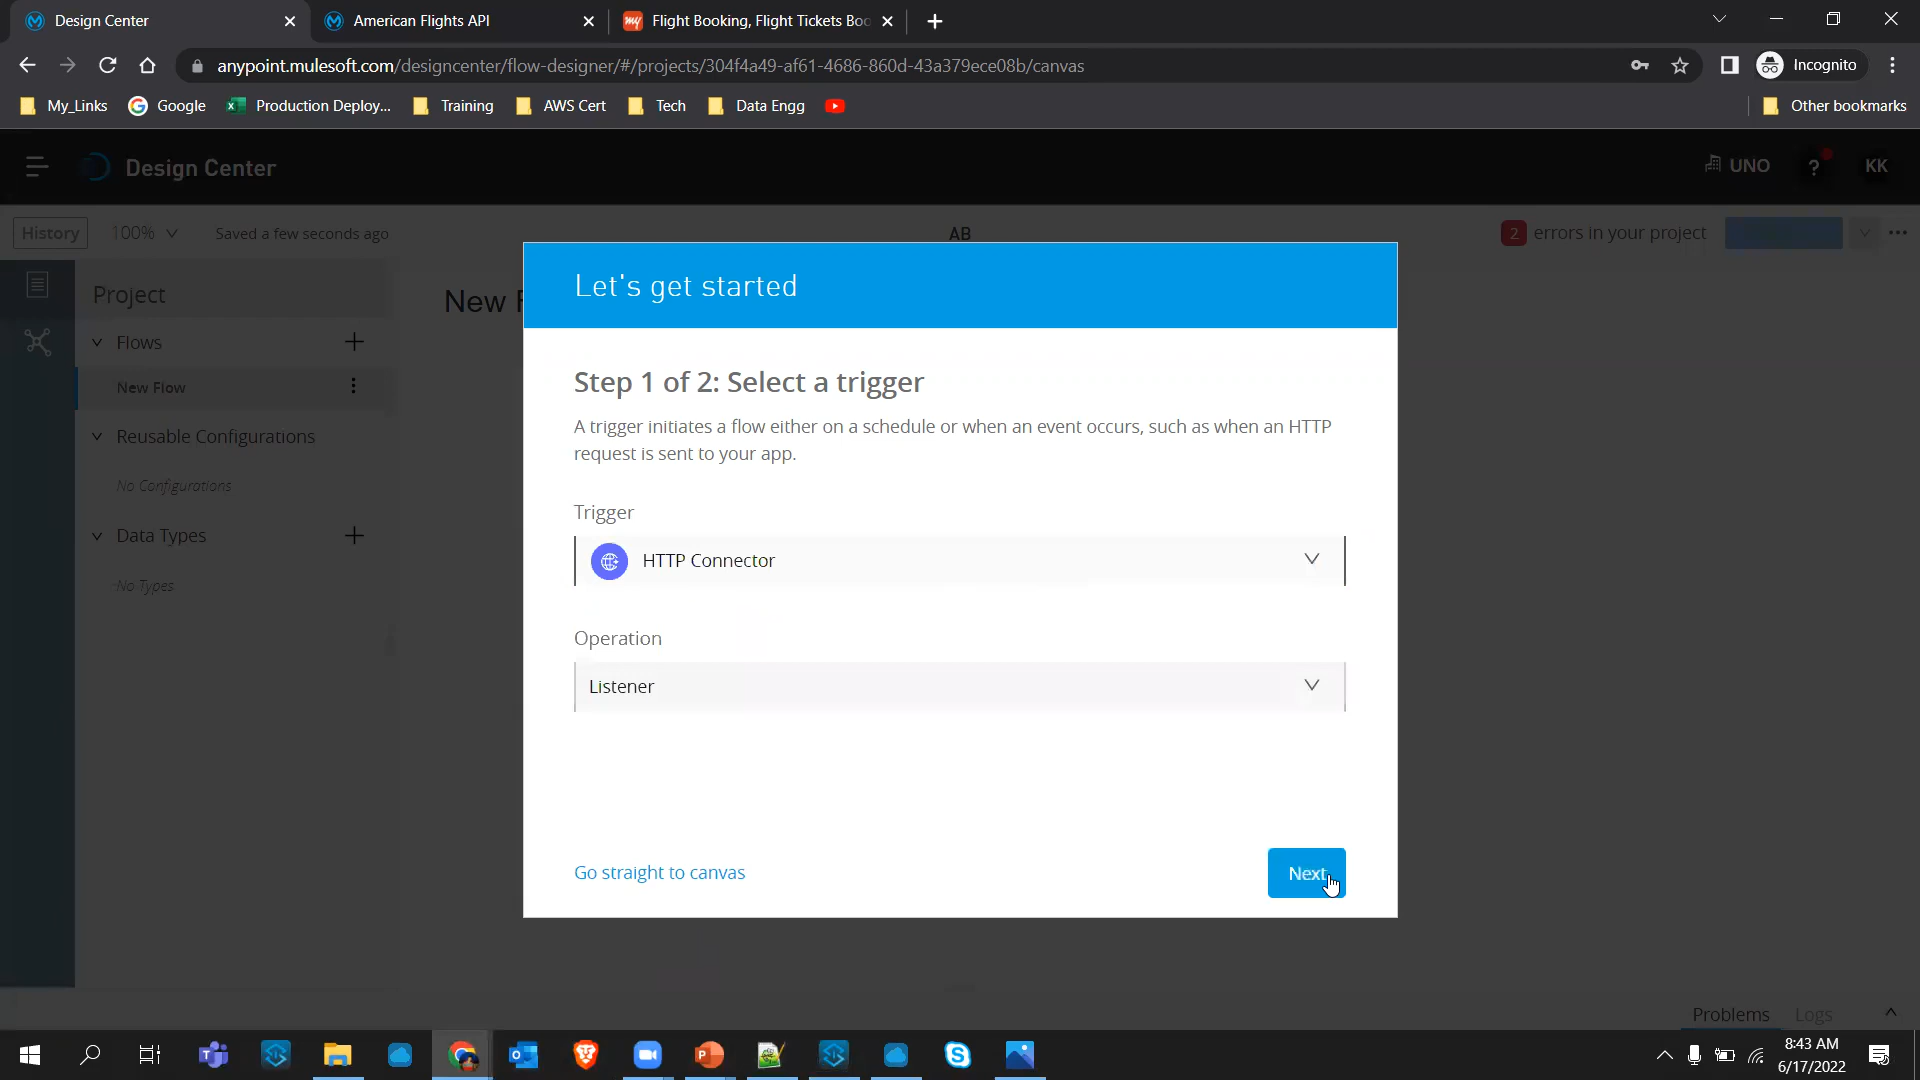 Design Center
American Flights API
Flight Booking, Flight Tickets Boo
anypoint.mulesoft.com/designcenter/flow-designer/#/projects/304f4a49-af61-4686-860d-43a379ece08b/canvas
Incognito
My_Links
Google
Production Deploy...
Training
AWS Cert
Tech
Data Engg
Other bookmarks
Design Center
UNO
?
KK
History
100%
Saved a few seconds ago
AB
2 errors in your project
Project
New F
Flows
New Flow
Reusable Configurations
No Configurations
Data Types
No Types
Let's get started
Step 1 of 2: Select a trigger
A trigger initiates a flow either on a schedule or when an event occurs, such as when an HTTP
request is sent to your app.
Trigger
HTTP Connector
Operation
Listener
Go straight to canvas
Next
Problems
Logs
8:43 AM
6/17/2022